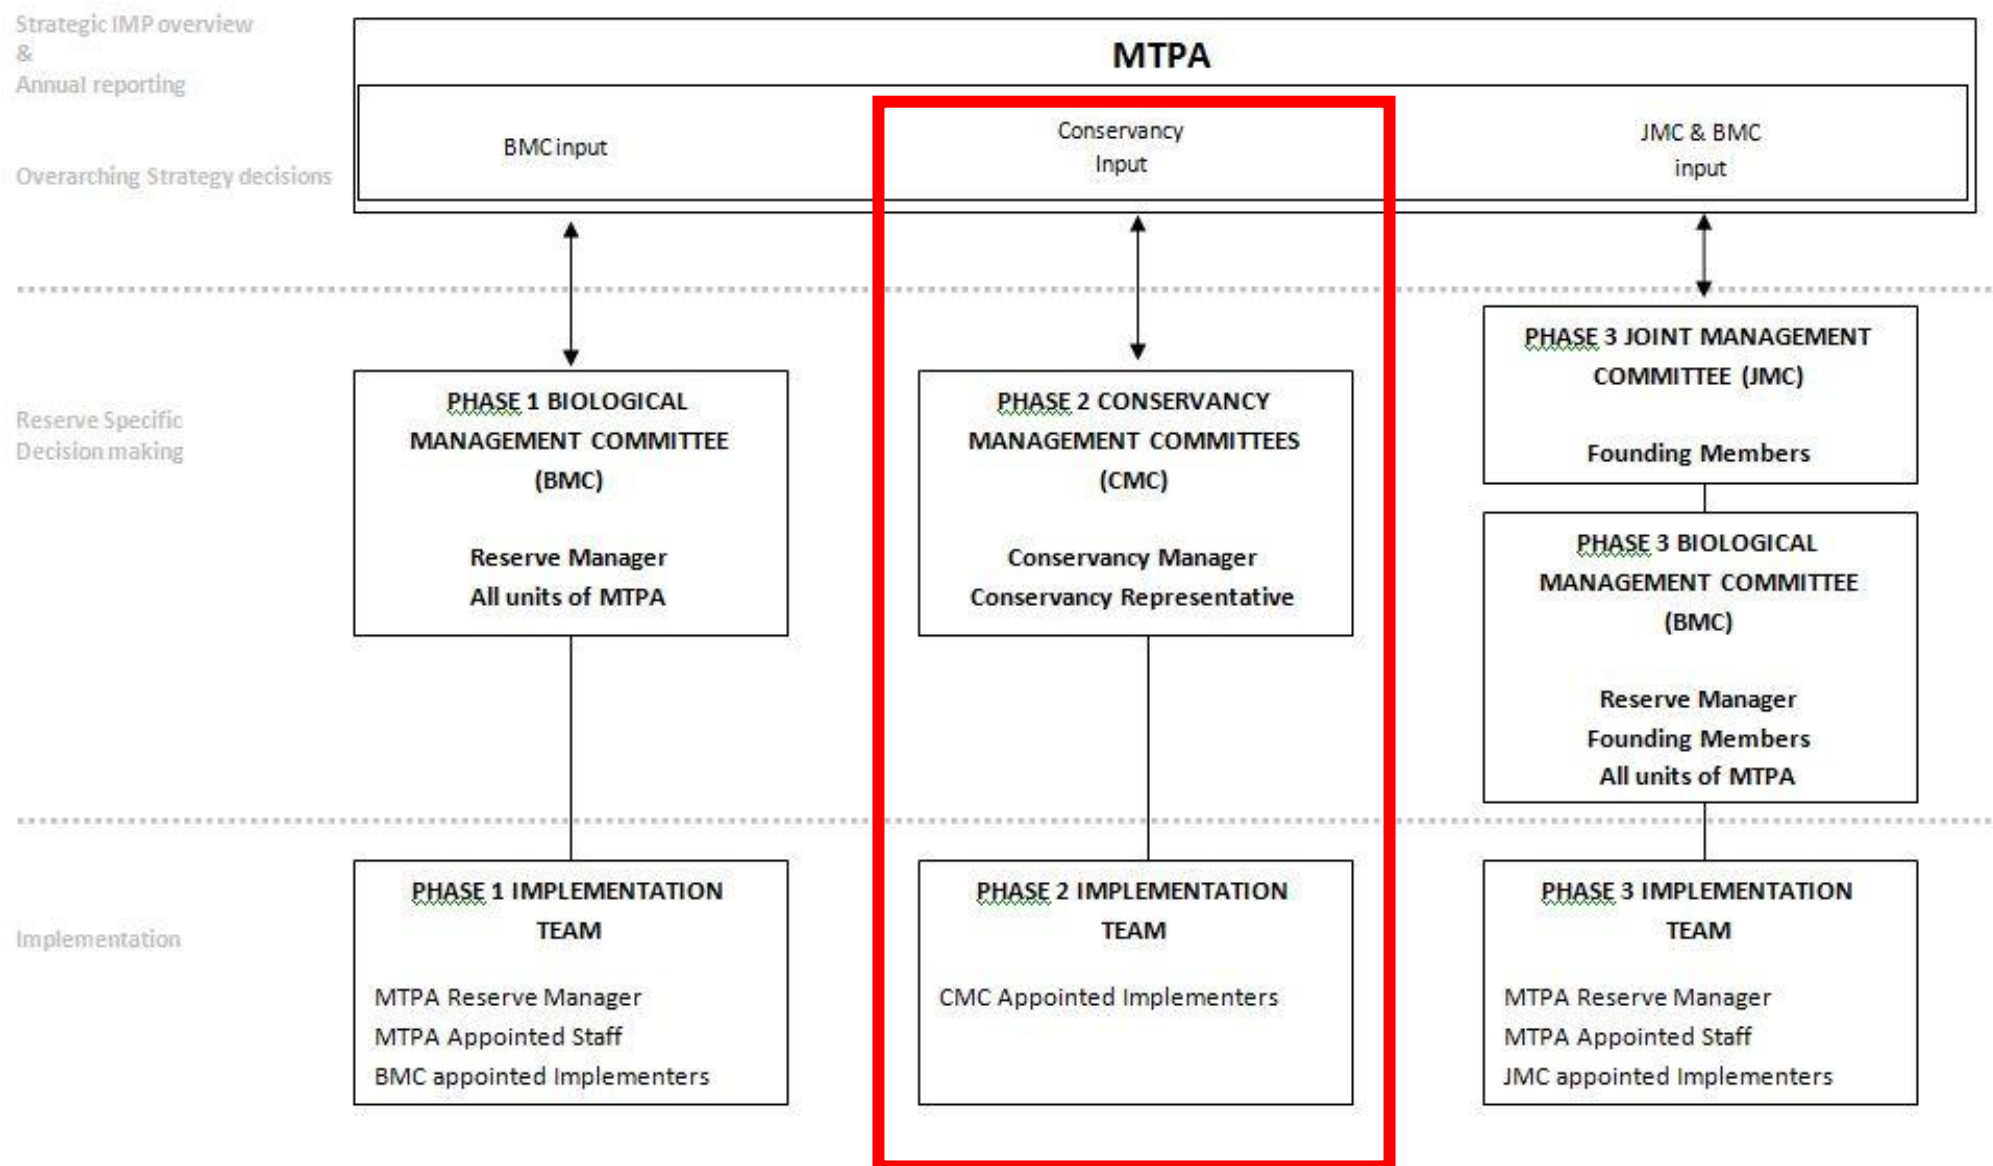 Strategic IMP overview
&
Annual reporting
Overarching Strategy decisions
MTPA
BMC input
Conservancy
Input
JMC & BMC
input
Reserve Specific
Decision making
PHASE 1 BIOLOGICAL
MANAGEMENT COMMITTEE
(BMC)
Reserve Manager
All units of MTPA
PHASE 2 CONSERVANCY
MANAGEMENT COMMITTEES
(CMC)
Conservancy Manager
Conservancy Representative
PHASE 3 JOINT MANAGEMENT
COMMITTEE (JMC)
Founding Members
PHASE 3 BIOLOGICAL
MANAGEMENT COMMITTEE
(BMC)
Reserve Manager
Founding Members
All units of MTPA
Implementation
PHASE 1 IMPLEMENTATION
TEAM
MTPA Reserve Manager
MTPA Appointed Staff
BMC appointed Implementers
PHASE 2 IMPLEMENTATION
TEAM
CMC Appointed Implementers
PHASE 3 IMPLEMENTATION
TEAM
MTPA Reserve Manager
MTPA Appointed Staff
JMC appointed Implementers